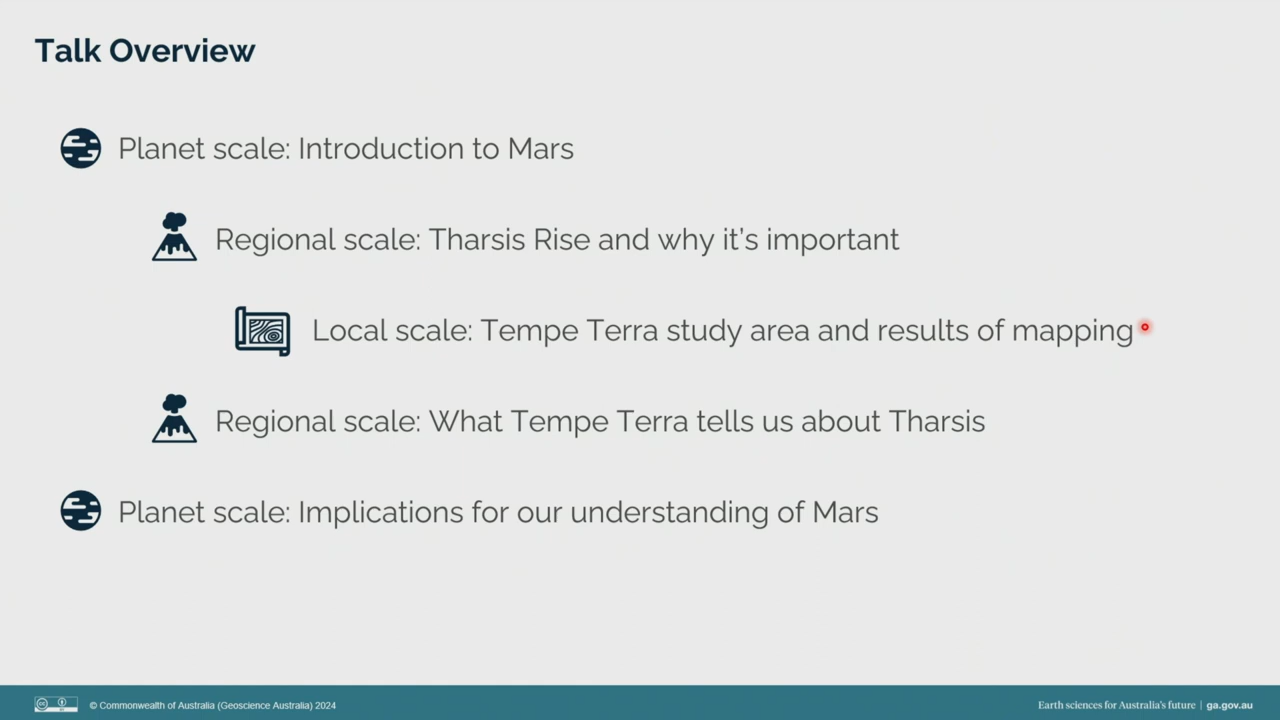 Talk Overview
Planet scale: Introduction to Mars
Regional scale: Tharsis Rise and why it's important
Local scale: Tempe Terra study area and results of mapping
Regional scale: What Tempe Terra tells us about Tharsis
Planet scale: Implications for our understanding of Mars
© Commonwealth of Australia (Geoscience Australia) 2024
Earth sciences for Australia's future | ga.gov.au